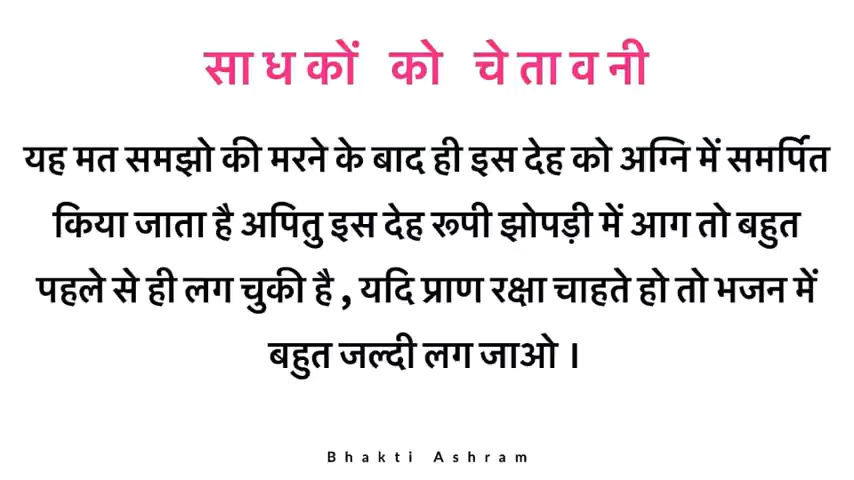 साधकों को चेतावनी
यह मत समझो की मरने के बाद ही इस देह को अग्नि में समर्पित
किया जाता है अपितु इस देह रूपी झोपड़ी में आग तो बहुत
पहले से ही लग चुकी है , यदि प्राण रक्षा चाहते हो तो भजन में
बहुत जल्दी लग जाओ ।
Bhakti Ashram